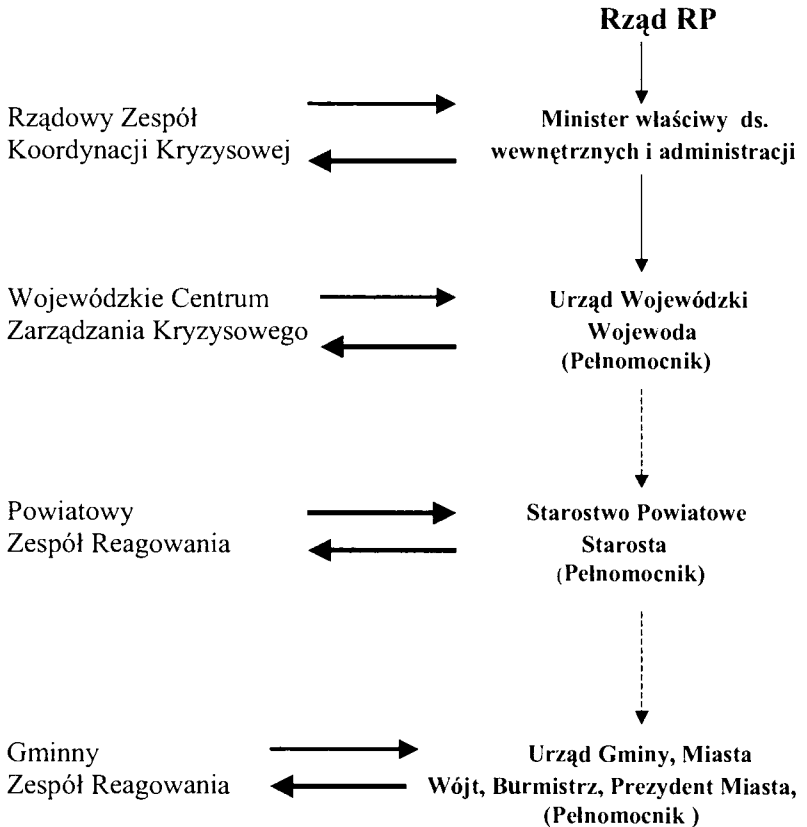 Rząd RP
Rządowy Zespół
Koordynacji Kryzysowej
Minister właściwy ds.
wewnętrznych i administracji
Wojewódzkie Centrum
Zarządzania Kryzysowego
Urząd Wojewódzki
Wojewoda
(Pełnomocnik)
Powiatowy
Zespół Reagowania
Starostwo Powiatowe
Starosta
(Pełnomocnik)
Gminny
Zespół Reagowania
Urząd Gminy, Miasta
Wójt, Burmistrz, Prezydent Miasta,
(Pełnomocnik )